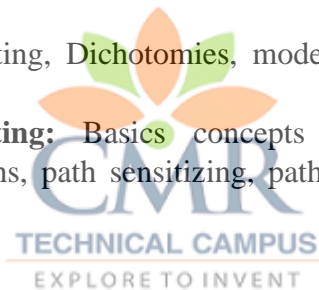 ting, Dichotomies, mode
ting: Basics concepts
ns, path sensitizing, path
CMR
TECHNICAL CAMPUS
EXPLORE TO INVENT